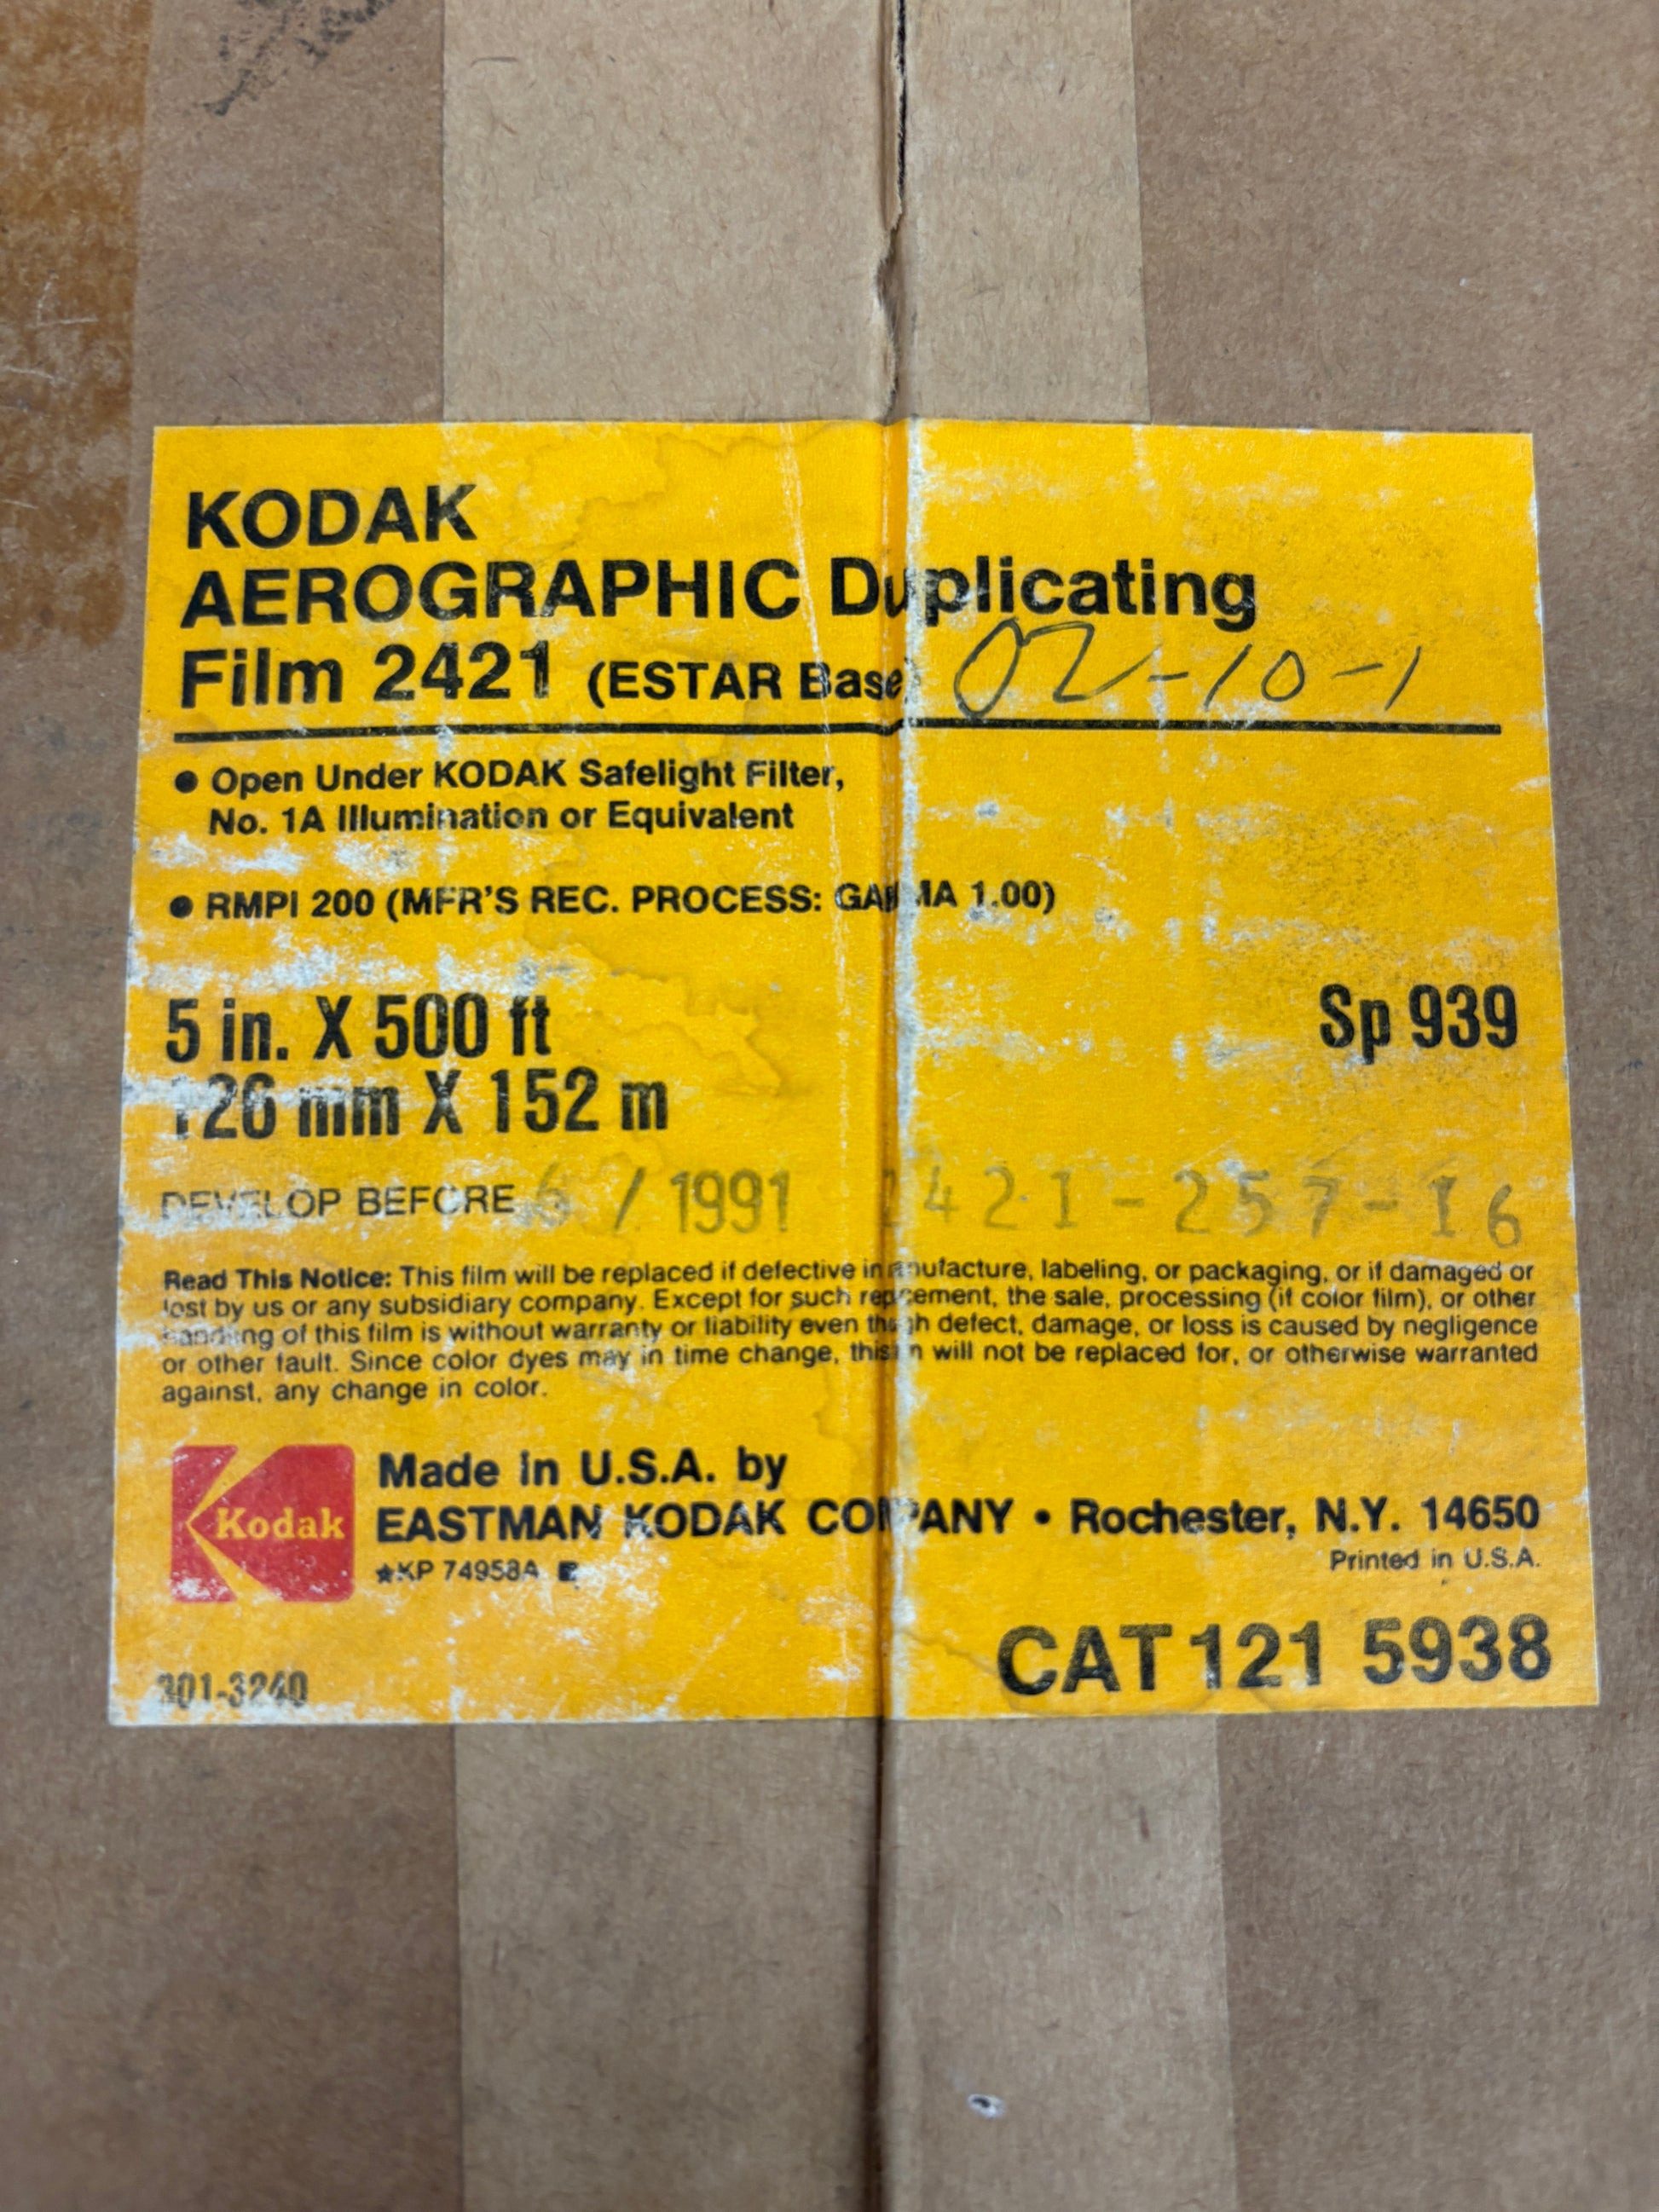 KODAK
AEROGRAPHIC Duplicating
Film 2421 (ESTAR Base)
02-10-1
● Open Under KODAK Safelight Filter,
No. 1A Illumination or Equivalent
● RMPI 200 (MFR'S REC. PROCESS: GAMMA 1.00)
5 in. X 500 ft
Sp 939
126 mm X 152 m
DEVELOP BEFORE 6 / 1991 2421-257-16
Read This Notice: This film will be replaced if defective in manufacture, labeling, or packaging, or if damaged or
lost by us or any subsidiary company. Except for such replacement, the sale, processing (if color film), or other
handling of this film is without warranty or liability even though defect, damage, or loss is caused by negligence
or other fault. Since color dyes may in time change, this film will not be replaced for, or otherwise warranted
against, any change in color.
Kodak
Made in U.S.A. by
EASTMAN KODAK COMPANY • Rochester, N.Y. 14650
★KP 74958A
Printed in U.S.A.
CAT 121 5938
301-3240